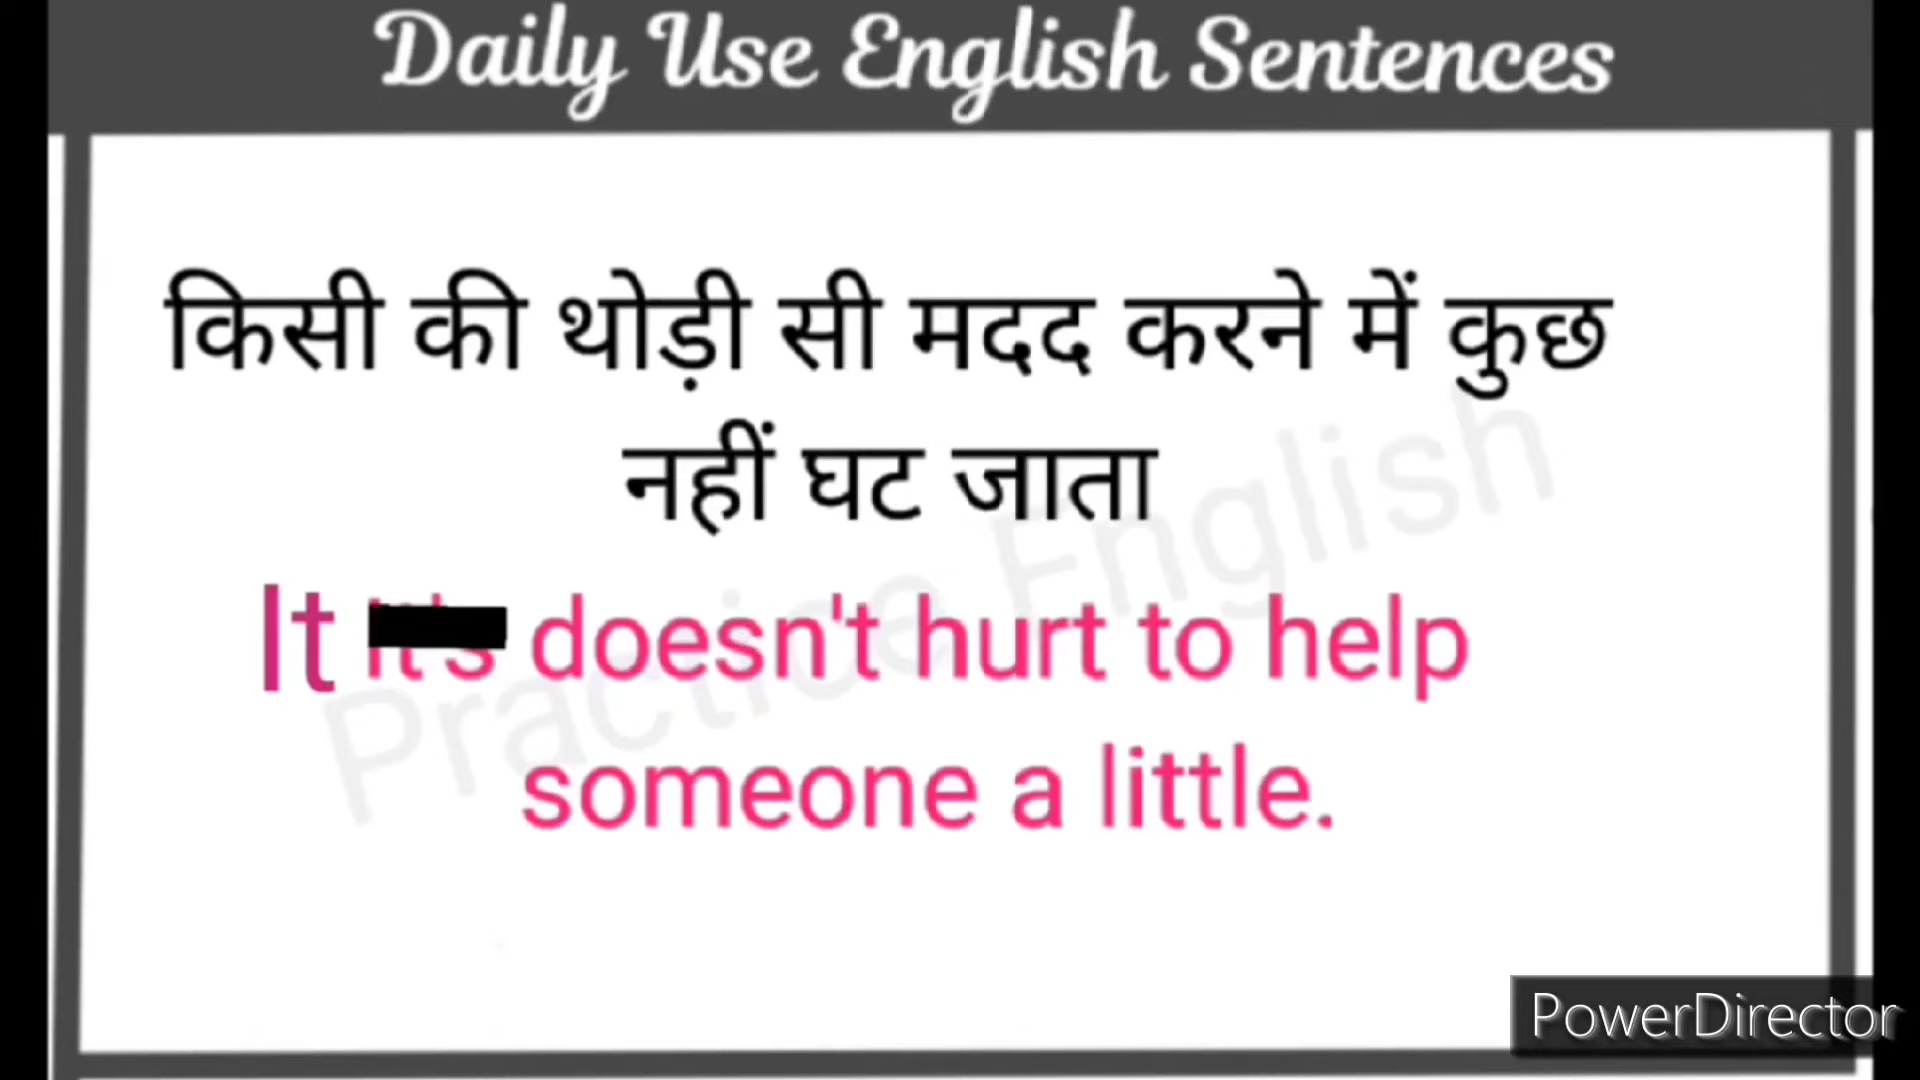 Daily Use English Sentences
किसी की थोड़ी सी मदद करने में कुछ
नहीं घट जाता
It It's doesn't hurt to help
someone a little.
Practice English
PowerDirector